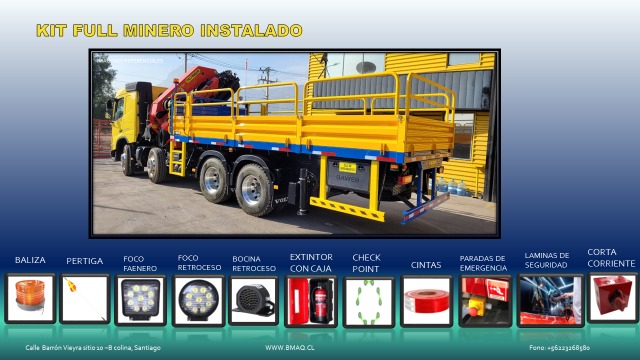 KIT FULL MINERO INSTALADO
REFERENCIALES
BALIZA
PERTIGA
FOCO
FAENERO
FOCO
RETROCESO
BOCINA
RETROCESO
EXTINTOR
CON CAJA
CHECK
POINT
CINTAS
PARADAS DE
EMERGENCIA
LAMINAS DE
SEGURIDAD
CORTA
CORRIENTE
Calle Barrón Vieyra sitio 10 –B colina, Santiago
WWW.BMAQ.CL
Fono: +56223268580